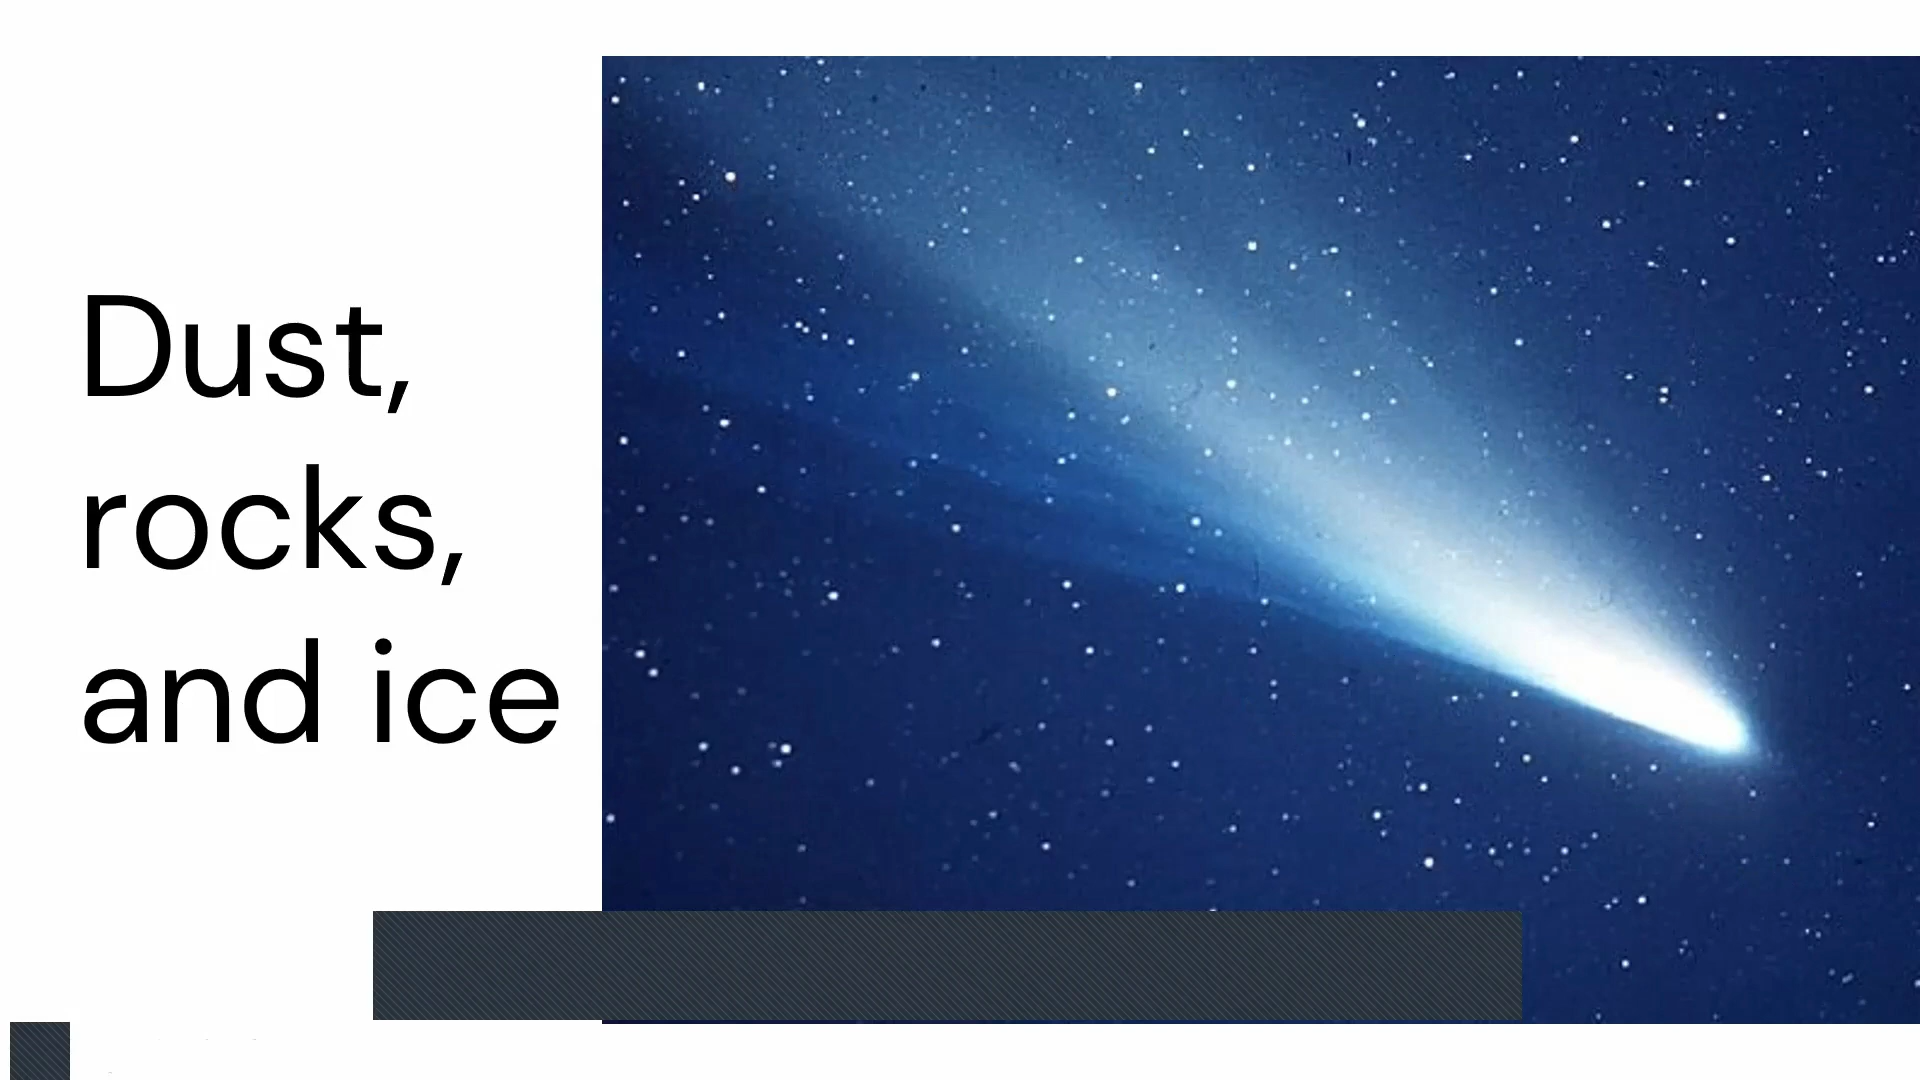 Dust,
rocks,
and ice